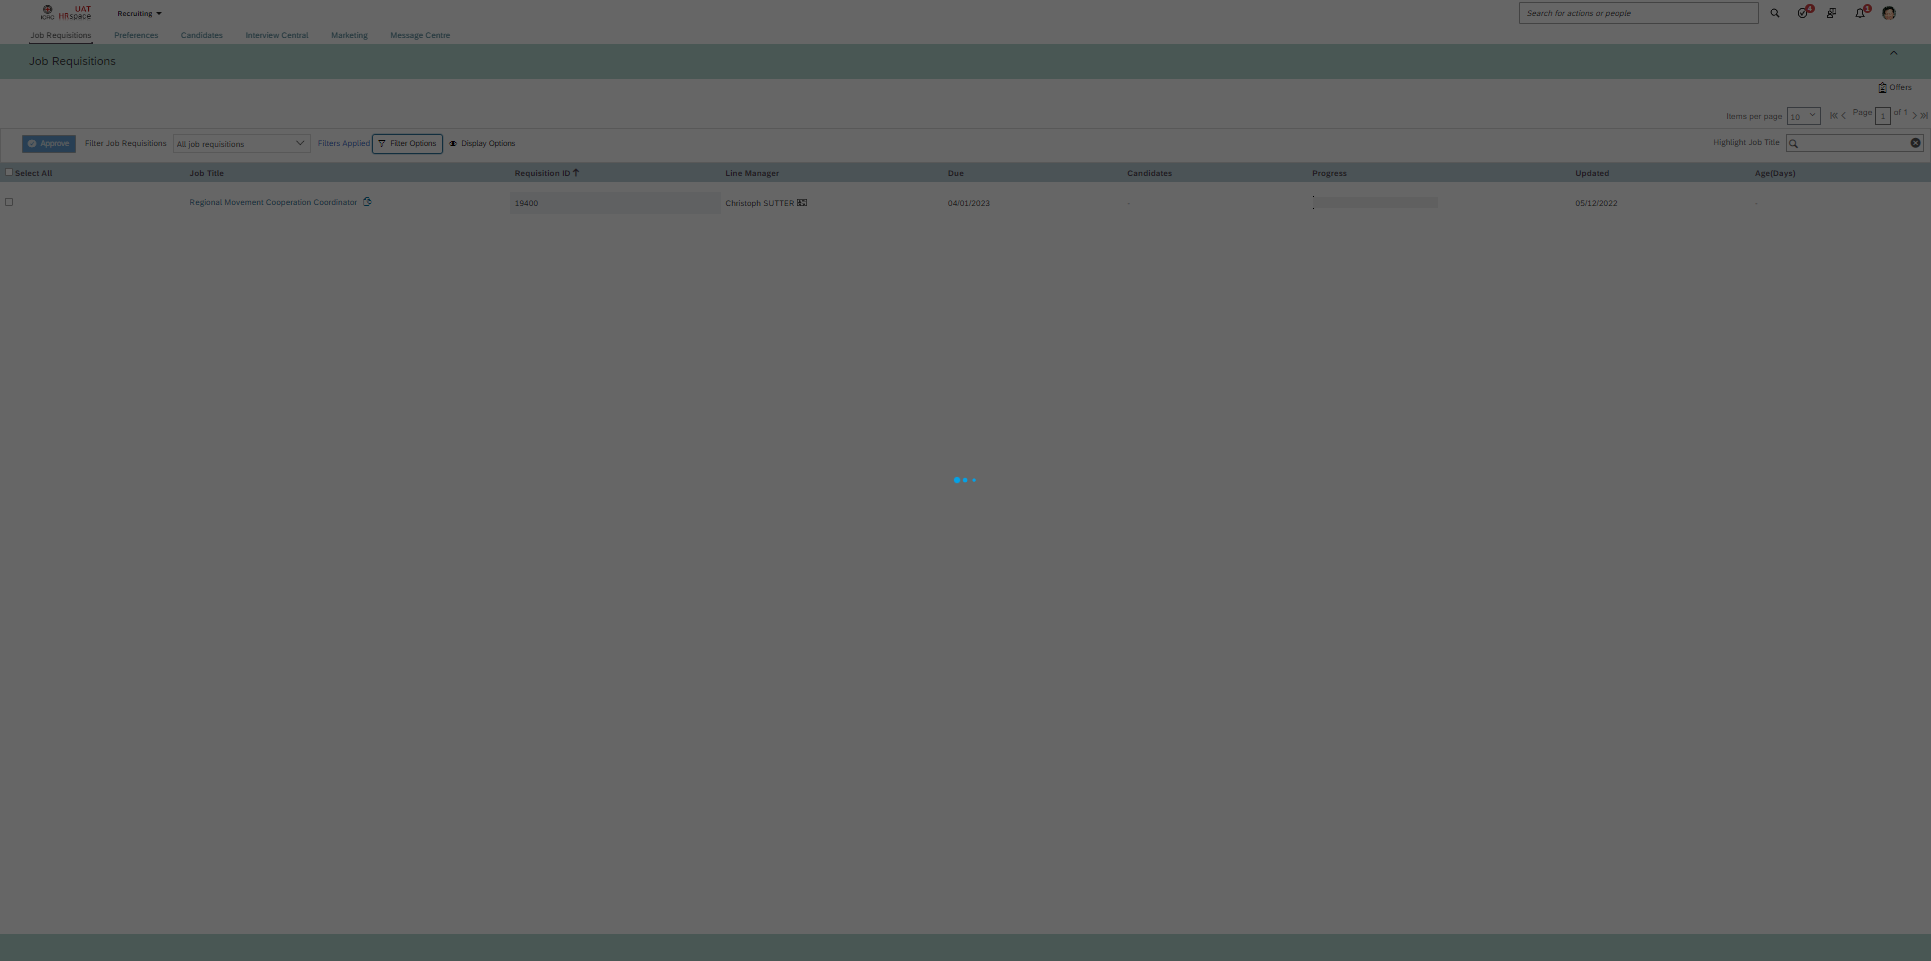 UAT
ICRC HRspace
Recruiting
Search for actions or people
4
1
Job Requisitions
Preferences
Candidates
Interview Central
Marketing
Message Centre
Job Requisitions
Offers
Items per page 10 Page 1 of 1
Approve
Filter Job Requisitions
All job requisitions
Filters Applied
Filter Options
Display Options
Highlight Job Title
Select All
Job Title
Requisition ID
Line Manager
Due
Candidates
Progress
Updated
Age(Days)
Regional Movement Cooperation Coordinator
19400
Christoph SUTTER
04/01/2023
-
05/12/2022
-